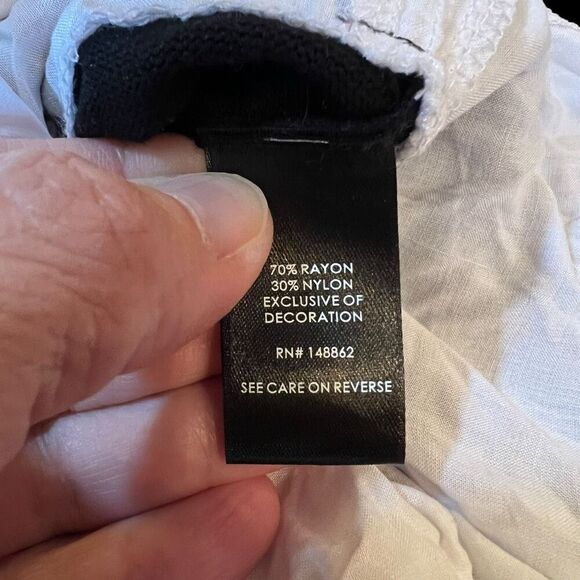 70% RAYON
30% NYLON
EXCLUSIVE OF
DECORATION
RN# 148862
SEE CARE ON REVERSE